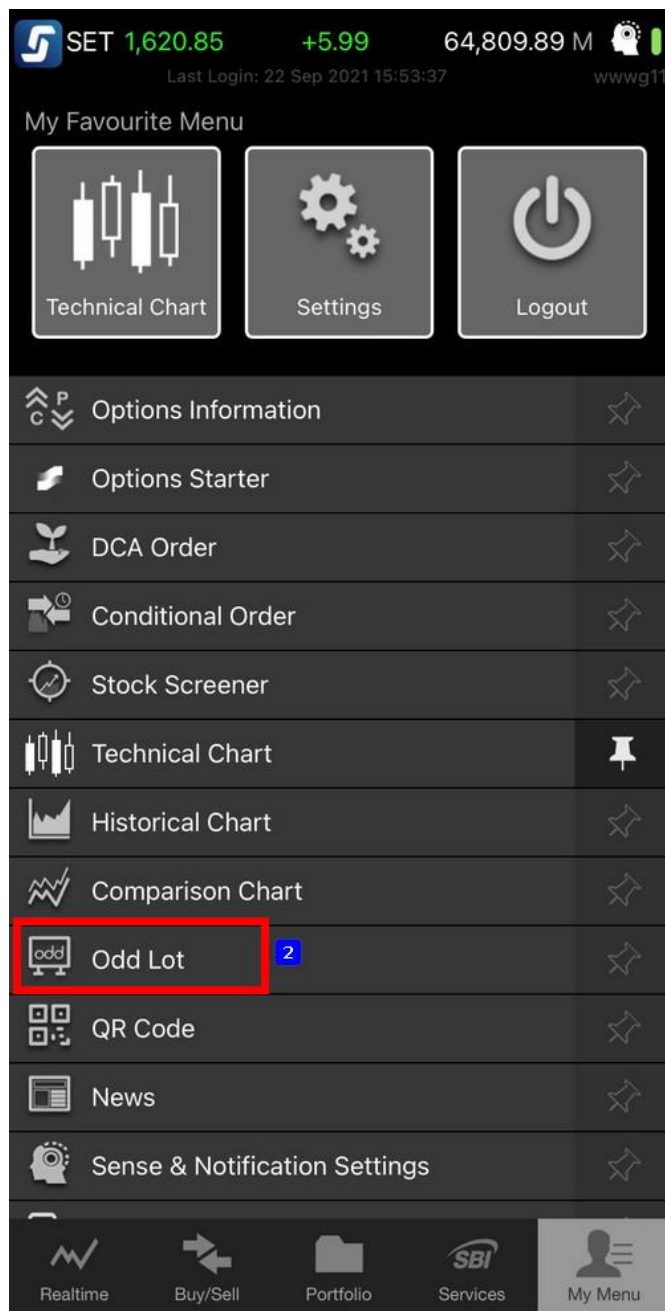 SET 1,620.85 +5.99 64,809.89 M
Last Login: 22 Sep 2021 15:53:37 wwwg11
My Favourite Menu
Technical Chart Settings Logout
C P Options Information
Options Starter
DCA Order
Conditional Order
Stock Screener
Technical Chart
Historical Chart
Comparison Chart
odd Odd Lot 2
QR Code
News
Sense & Notification Settings
Realtime Buy/Sell Portfolio SBI Services My Menu